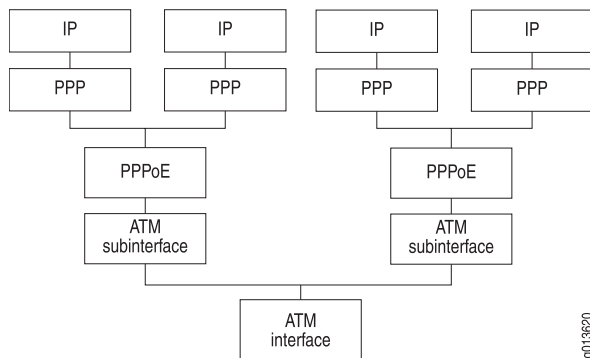 IP
IP
IP
IP
PPP
PPP
PPP
PPP
PPPoE
PPPoE
ATM
subinterface
ATM
subinterface
ATM
interface
g013620